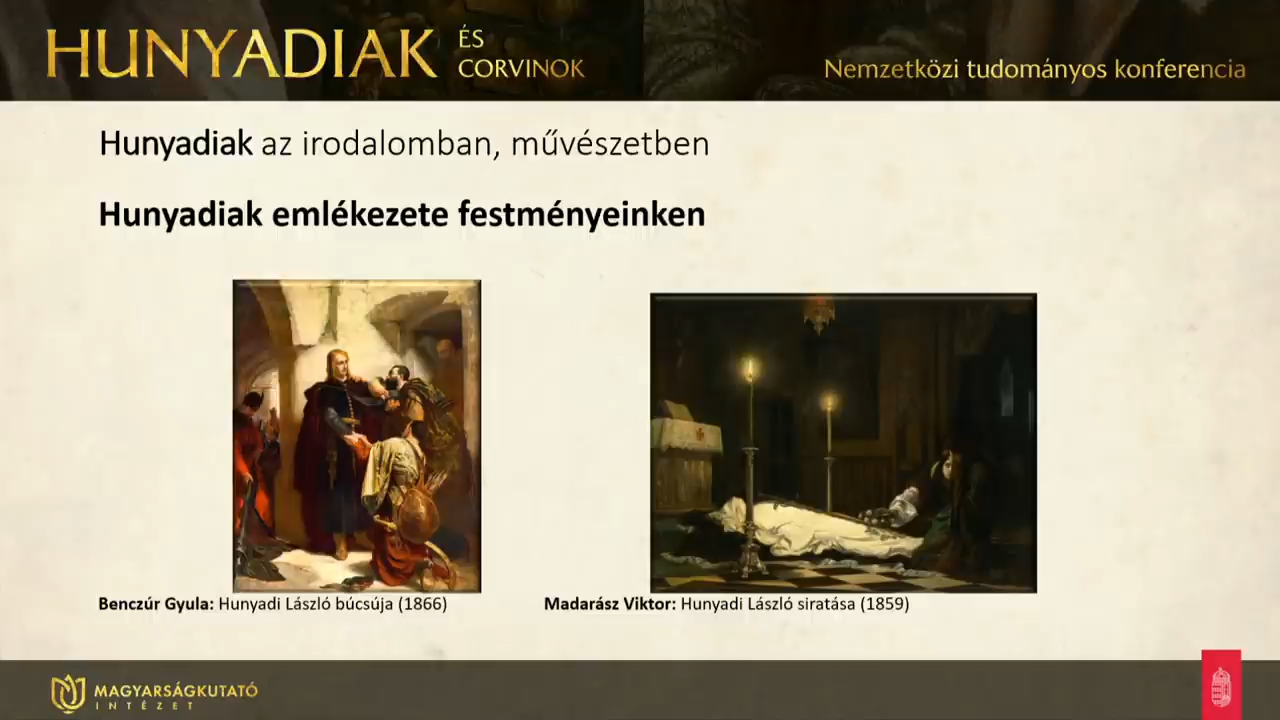 HUNYADIAK ÉS CORVINOK
Nemzetközi tudományos konferencia
Hunyadiak az irodalomban, művészetben
Hunyadiak emlékezete festményeinken
Benczúr Gyula: Hunyadi László búcsúja (1866)
Madarász Viktor: Hunyadi László siratása (1859)
MAGYARSÁGKUTATÓ
INTÉZET